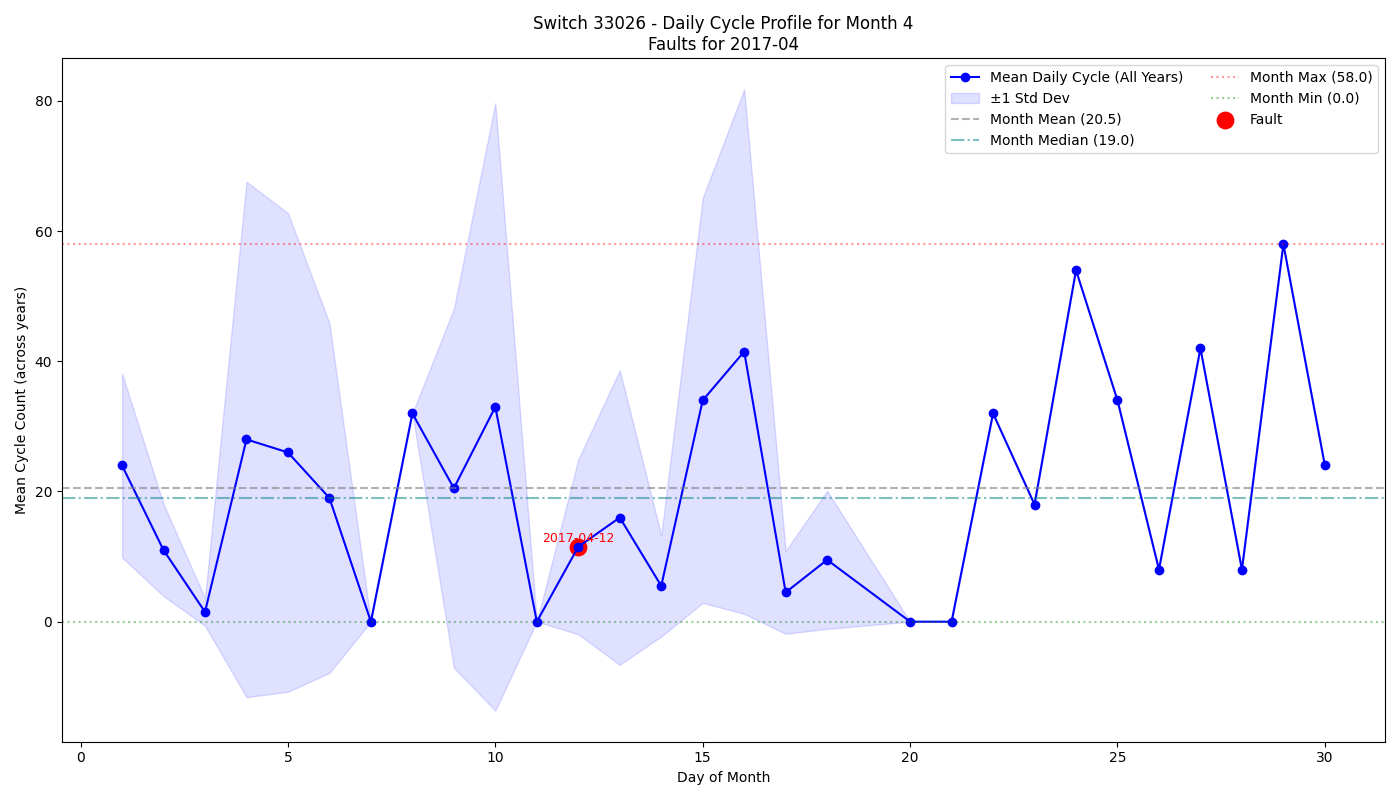 Switch 33026 - Daily Cycle Profile for Month 4
Faults for 2017-04
Mean Daily Cycle (All Years)
±1 Std Dev
Month Mean (20.5)
Month Median (19.0)
Month Max (58.0)
Month Min (0.0)
Fault
Mean Cycle Count (across years)
80
60
40
20
0
2017-04-12
0
5
10
15
20
25
30
Day of Month